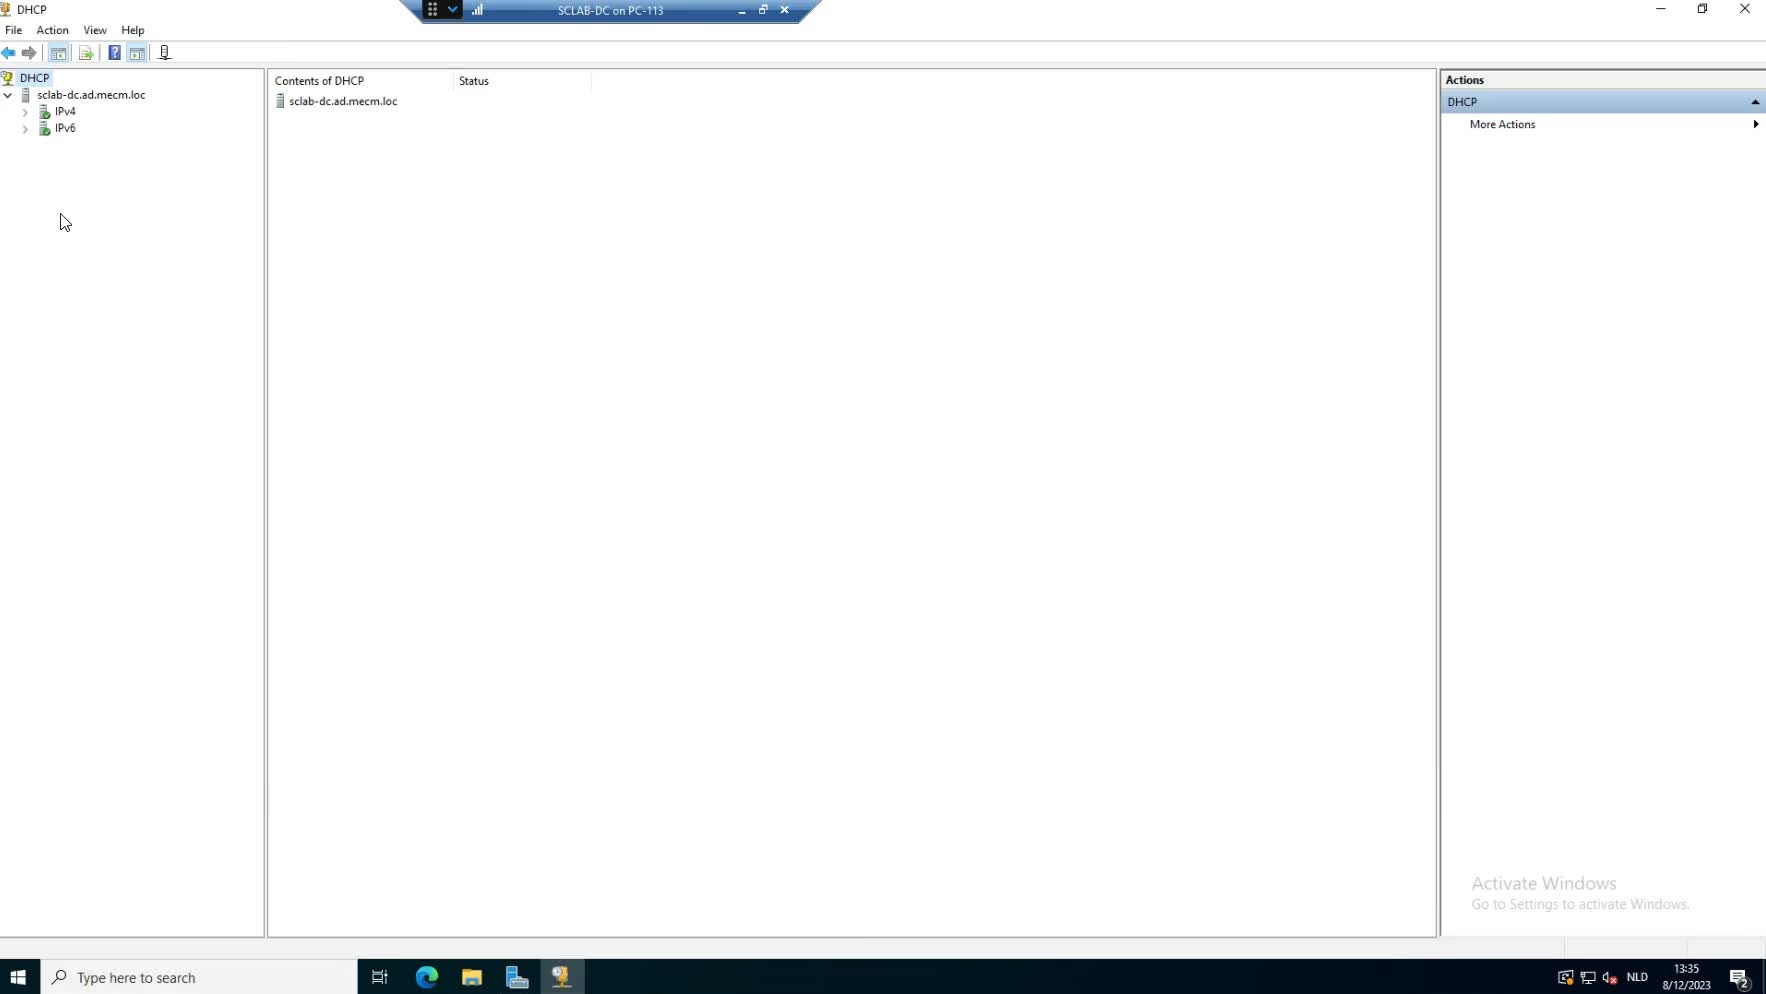 DHCP
SCLAB-DC on PC-113
File Action View Help
DHCP
sclab-dc.ad.mecm.loc
IPv4
IPv6
Contents of DHCP Status
sclab-dc.ad.mecm.loc
Actions
DHCP
More Actions
Activate Windows
Go to Settings to activate Windows.
Type here to search
NLD
13:35
8/12/2023
2